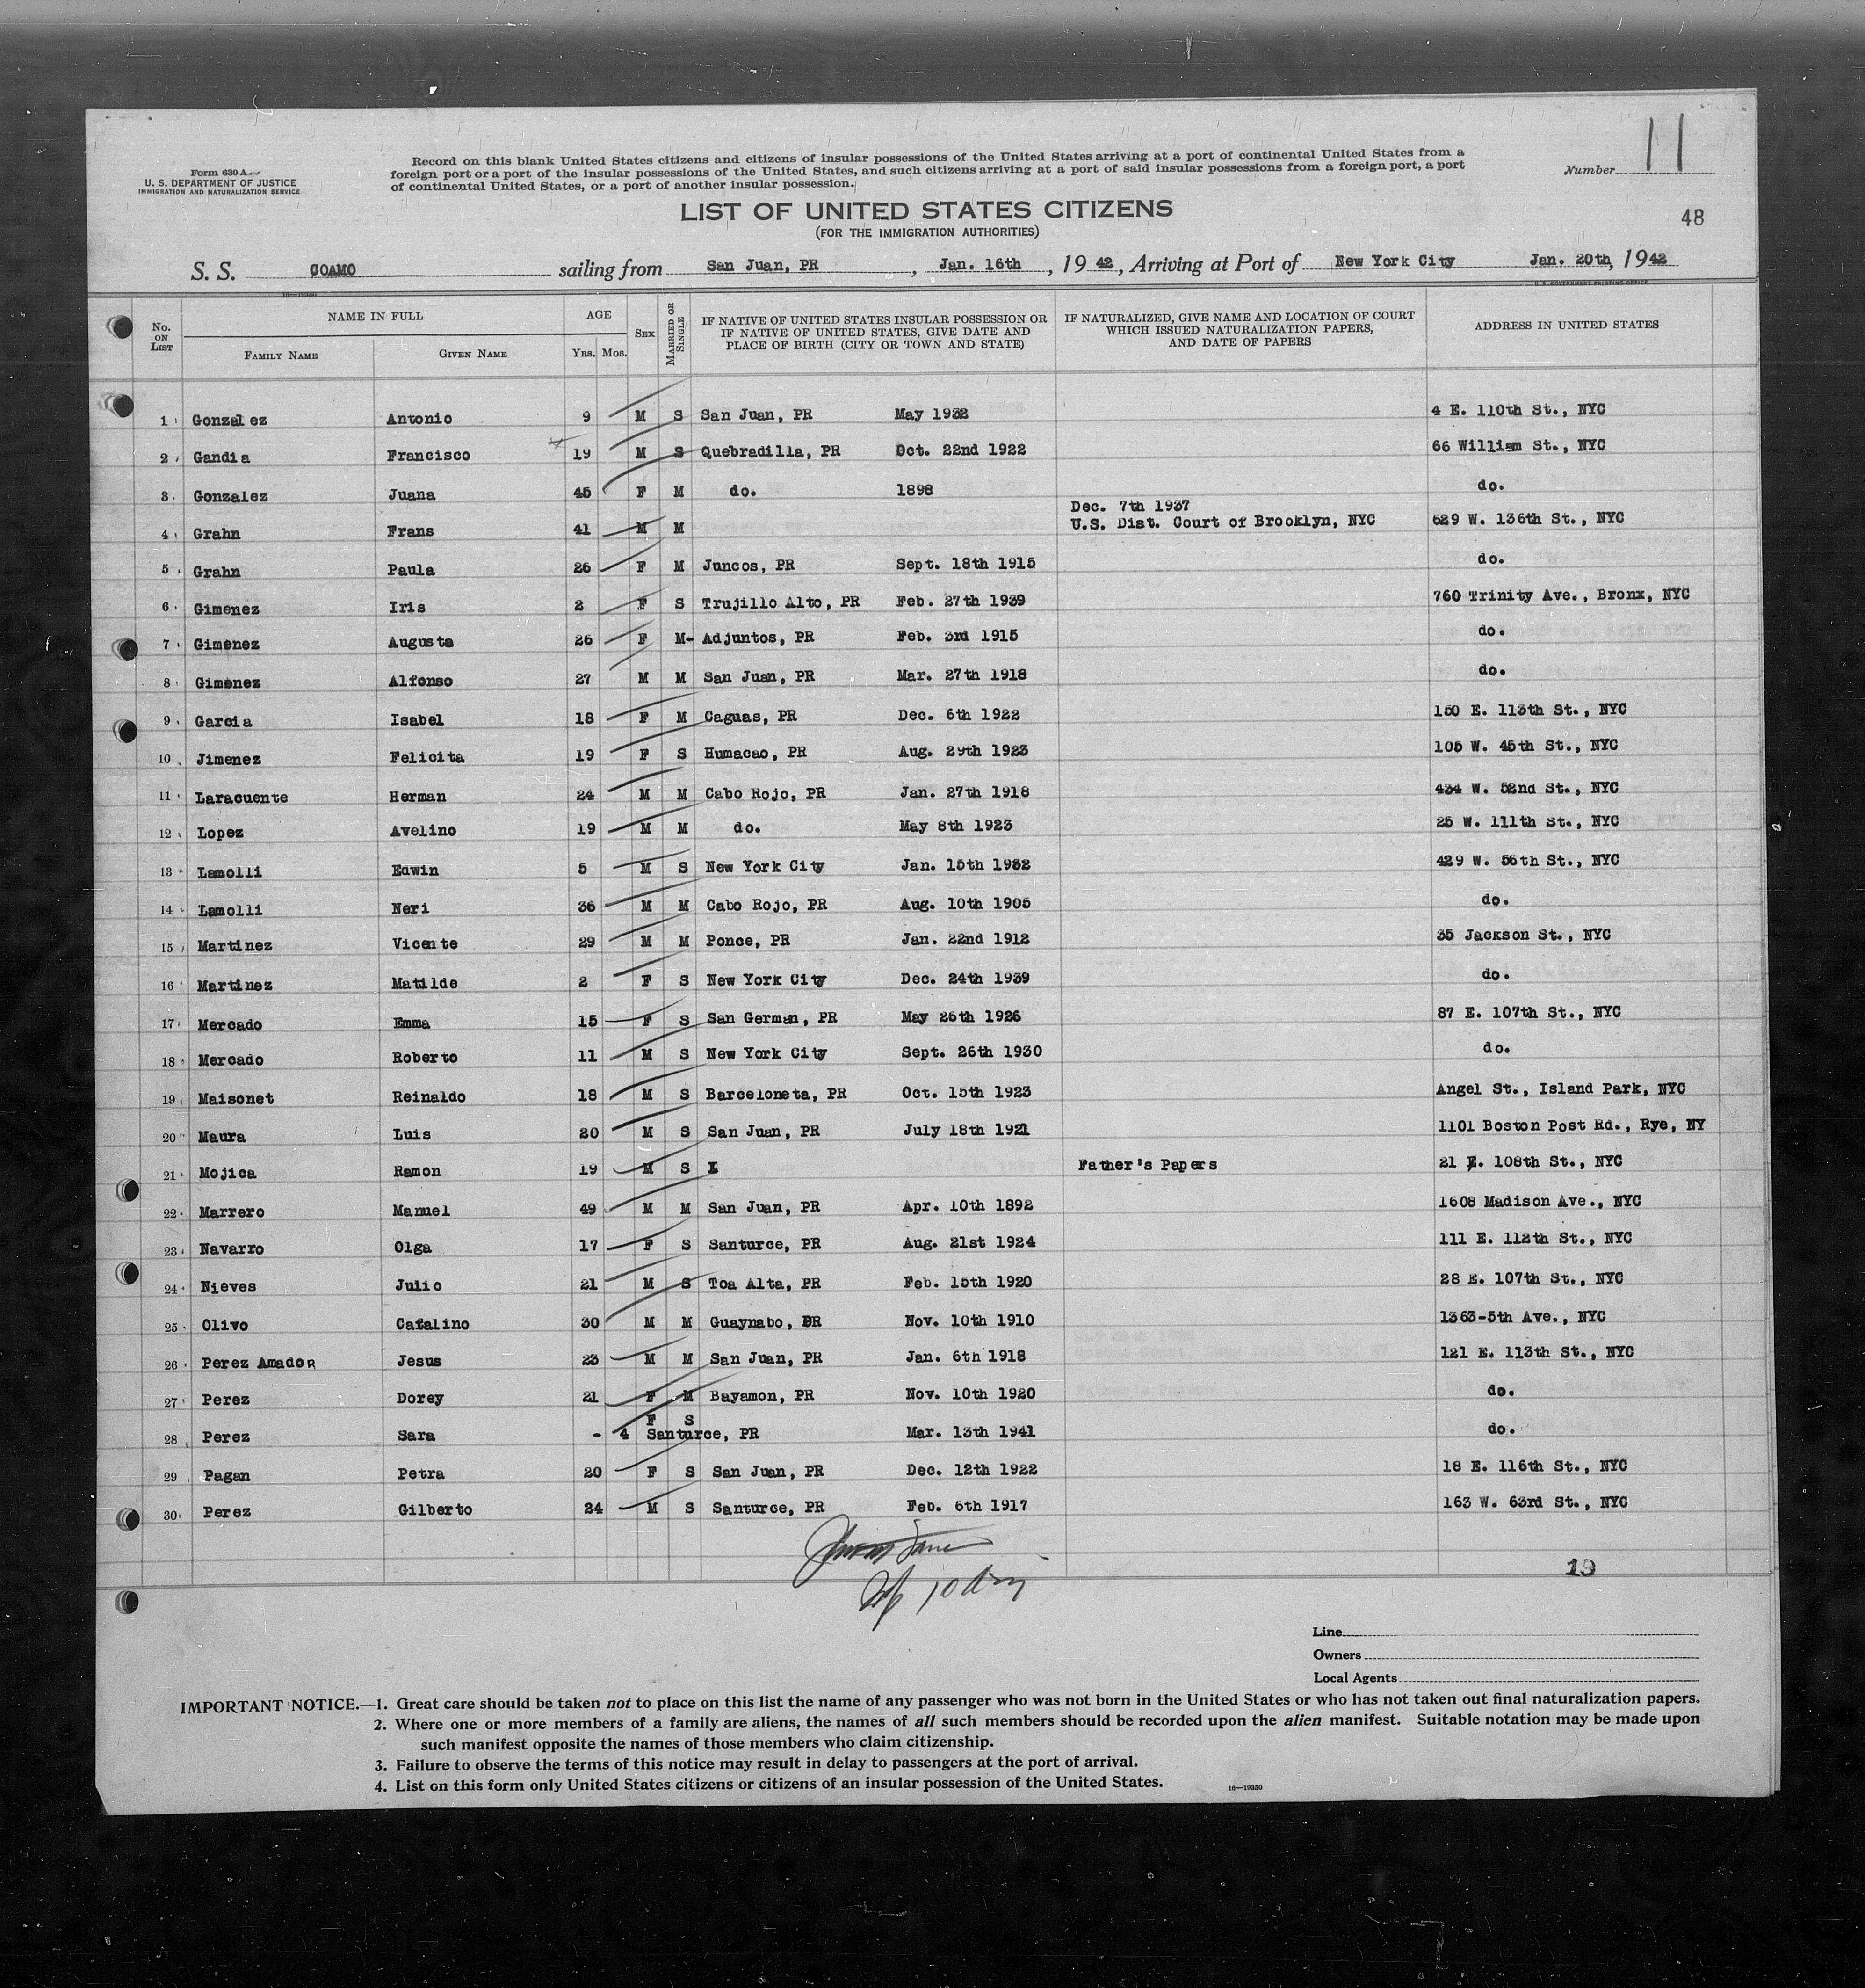 Form 630 A
U. S. DEPARTMENT OF JUSTICE
IMMIGRATION AND NATURALIZATION SERVICE
Record on this blank United States citizens and citizens of insular possessions of the United States arriving at a port of continental United States from a
foreign port or a port of the insular possessions of the United States, and such citizens arriving at a port of said insular possessions from a foreign port, a port
of continental United States, or a port of another insular possession.
Number 11
LIST OF UNITED STATES CITIZENS
(FOR THE IMMIGRATION AUTHORITIES)
48
S. S. COAMO sailing from San Juan, PR, Jan. 16th, 1942, Arriving at Port of New York City Jan. 20th, 1942
No. ON LIST
NAME IN FULL
FAMILY NAME
GIVEN NAME
AGE
YRS. MOS.
SEX
MARRIED OR SINGLE
IF NATIVE OF UNITED STATES INSULAR POSSESSION OR
IF NATIVE OF UNITED STATES, GIVE DATE AND
PLACE OF BIRTH (CITY OR TOWN AND STATE)
IF NATURALIZED, GIVE NAME AND LOCATION OF COURT
WHICH ISSUED NATURALIZATION PAPERS,
AND DATE OF PAPERS
ADDRESS IN UNITED STATES
1 Gonzalez Antonio 9 M S San Juan, PR May 1932 4 E. 110th St., NYC
2 Gandia Francisco 19 M S Quebradilla, PR Oct. 22nd 1922 66 William St., NYC
3 Gonzalez Juana 45 F M do. 1898 do.
Dec. 7th 1937
4 Grahn Frans 41 M M U.S. Dist. Court of Brooklyn, NYC 629 W. 136th St., NYC
5 Grahn Paula 26 F M Juncos, PR Sept. 18th 1915 do.
6 Gimenez Iris 2 F S Trujillo Alto, PR Feb. 27th 1939 760 Trinity Ave., Bronx, NYC
7 Gimenez Augusta 26 F M- Adjuntos, PR Feb. 3rd 1915 do.
8 Gimenez Alfonso 27 M M San Juan, PR Mar. 27th 1918 do.
9 Garcia Isabel 18 F M Caguas, PR Dec. 6th 1922 150 E. 113th St., NYC
10 Jimenez Felicita 19 F S Humacao, PR Aug. 29th 1923 105 W. 45th St., NYC
11 Laracuente Herman 24 M M Cabo Rojo, PR Jan. 27th 1918 434 W. 52nd St., NYC
12 Lopez Avelino 19 M M do. May 8th 1923 25 W. 111th St., NYC
13 Lamolli Edwin 5 M S New York City Jan. 15th 1932 429 W. 56th St., NYC
14 Lamolli Neri 36 M M Cabo Rojo, PR Aug. 10th 1905 do.
15 Martinez Vicente 29 M M Ponce, PR Jan. 22nd 1912 35 Jackson St., NYC
16 Martinez Matilde 2 F S New York City Dec. 24th 1939 do.
17 Mercado Emma 15 F S San German, PR May 26th 1926 87 E. 107th St., NYC
18 Mercado Roberto 11 M S New York City Sept. 26th 1930 do.
19 Maisonet Reinaldo 18 M S Barceloneta, PR Oct. 15th 1923 Angel St., Island Park, NYC
20 Maura Luis 20 M S San Juan, PR July 18th 1921 1101 Boston Post Rd., Rye, NY
21 Mojica Ramon 19 M S Father's Papers 21 E. 108th St., NYC
22 Marrero Manuel 49 M M San Juan, PR Apr. 10th 1892 1608 Madison Ave., NYC
23 Navarro Olga 17 F S Santurce, PR Aug. 21st 1924 111 E. 112th St., NYC
24 Nieves Julio 21 M S Toa Alta, PR Feb. 15th 1920 28 E. 107th St., NYC
25 Olivo Catalino 30 M M Guaynabo, PR Nov. 10th 1910 1363-5th Ave., NYC
26 Perez Amador Jesus 23 M M San Juan, PR Jan. 6th 1918 121 E. 113th St., NYC
27 Perez Dorey 21 F M Bayamon, PR Nov. 10th 1920 do.
28 Perez Sara - 4 F S Santurce, PR Mar. 13th 1941 do.
29 Pagan Petra 20 F S San Juan, PR Dec. 12th 1922 18 E. 116th St., NYC
30 Perez Gilberto 24 M S Santurce, PR Feb. 6th 1917 163 W. 63rd St., NYC
19
Line
Owners
Local Agents
IMPORTANT NOTICE.—1. Great care should be taken not to place on this list the name of any passenger who was not born in the United States or who has not taken out final naturalization papers.
2. Where one or more members of a family are aliens, the names of all such members should be recorded upon the alien manifest. Suitable notation may be made upon
such manifest opposite the names of those members who claim citizenship.
3. Failure to observe the terms of this notice may result in delay to passengers at the port of arrival.
4. List on this form only United States citizens or citizens of an insular possession of the United States.
16—19350